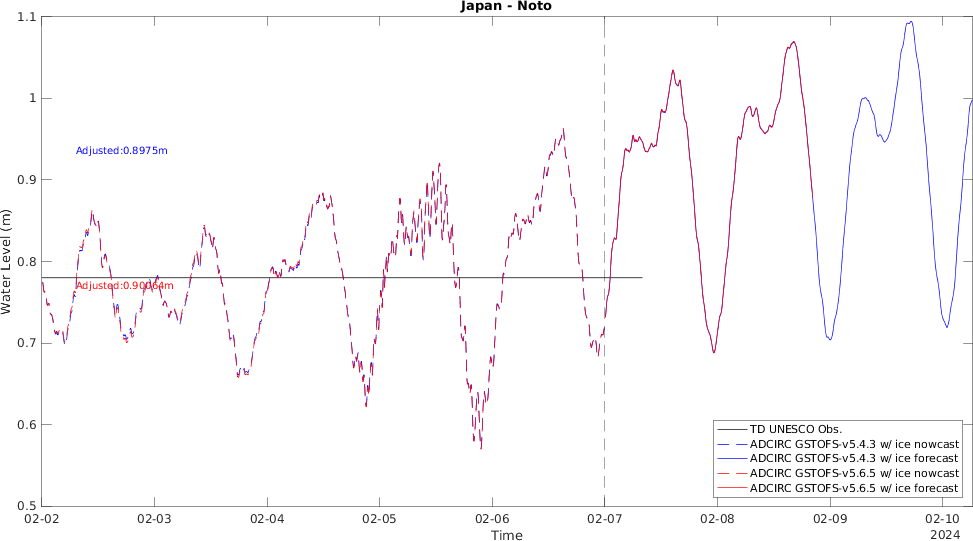 Japan - Noto
Water Level (m)
1.1
1
0.9
0.8
0.7
0.6
0.5
Adjusted:0.8975m
Adjusted:0.90064m
TD UNESCO Obs.
ADCIRC GSTOFS-v5.4.3 w/ ice nowcast
ADCIRC GSTOFS-v5.4.3 w/ ice forecast
ADCIRC GSTOFS-v5.6.5 w/ ice nowcast
ADCIRC GSTOFS-v5.6.5 w/ ice forecast
02-02 02-03 02-04 02-05 02-06 02-07 02-08 02-09 02-10
2024
Time